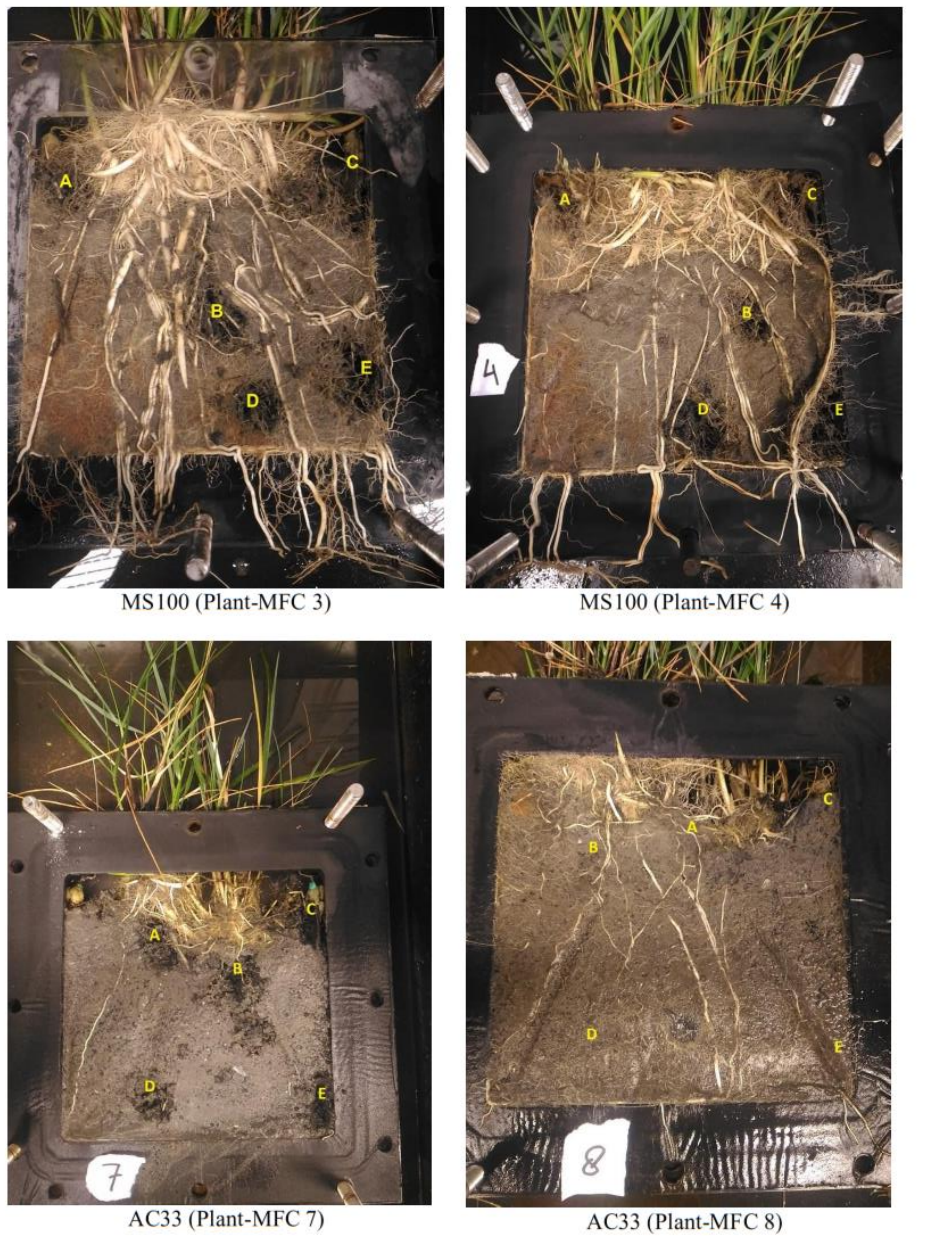 C
A
B
E
D
MS100 (Plant-MFC 3)
A
C
B
4
D
E
MS100 (Plant-MFC 4)
C
A
B
D
E
7
AC33 (Plant-MFC 7)
C
A
B
D
E
8
AC33 (Plant-MFC 8)